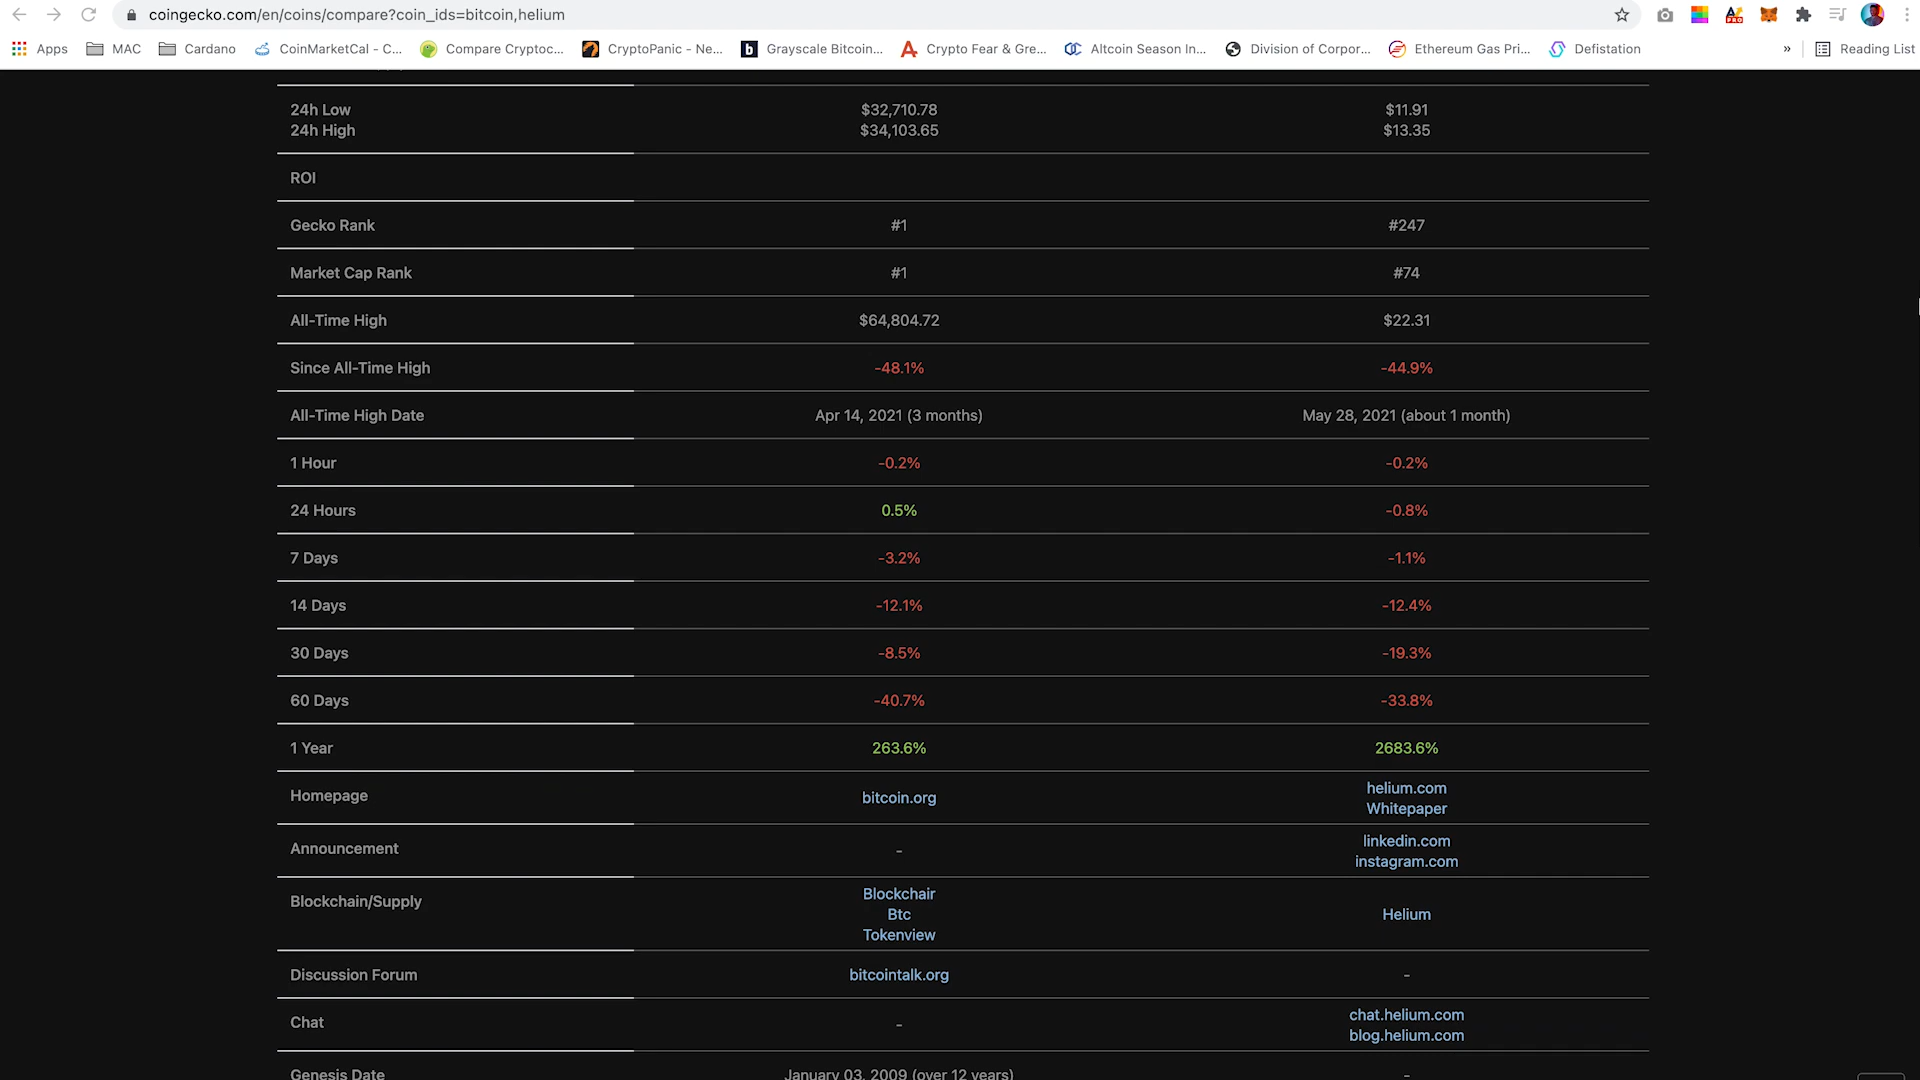 coingecko.com/en/coins/compare?coin_ids=bitcoin,helium
Apps MAC Cardano CoinMarketCal - C... Compare Cryptoc... CryptoPanic - Ne... Grayscale Bitcoin... Crypto Fear & Gre... Altcoin Season In... Division of Corpor... Ethereum Gas Pri... Defistation » Reading List
24h Low $32,710.78 $11.91
24h High $34,103.65 $13.35
ROI
Gecko Rank #1 #247
Market Cap Rank #1 #74
All-Time High $64,804.72 $22.31
Since All-Time High -48.1% -44.9%
All-Time High Date Apr 14, 2021 (3 months) May 28, 2021 (about 1 month)
1 Hour -0.2% -0.2%
24 Hours 0.5% -0.8%
7 Days -3.2% -1.1%
14 Days -12.1% -12.4%
30 Days -8.5% -19.3%
60 Days -40.7% -33.8%
1 Year 263.6% 2683.6%
Homepage bitcoin.org helium.com
Whitepaper
Announcement - linkedin.com
instagram.com
Blockchain/Supply Blockchair
Btc Helium
Tokenview
Discussion Forum bitcointalk.org -
Chat - chat.helium.com
blog.helium.com
Genesis Date January 03, 2009 (over 12 years) -